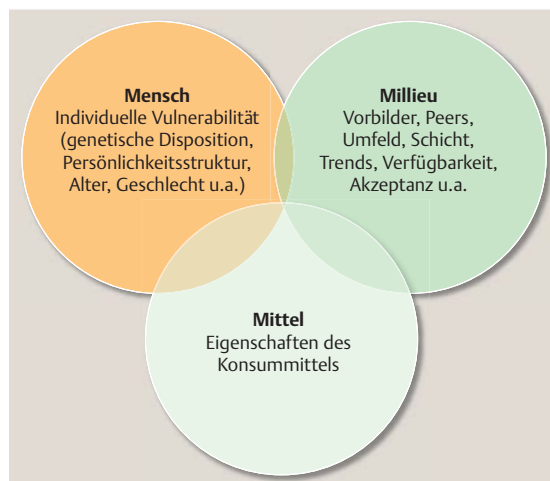 Mensch
Individuelle Vulnerabilität
(genetische Disposition,
Persönlichkeitsstruktur,
Alter, Geschlecht u.a.)
Millieu
Vorbilder, Peers,
Umfeld, Schicht,
Trends, Verfügbarkeit,
Akzeptanz u.a.
Mittel
Eigenschaften des
Konsummittels